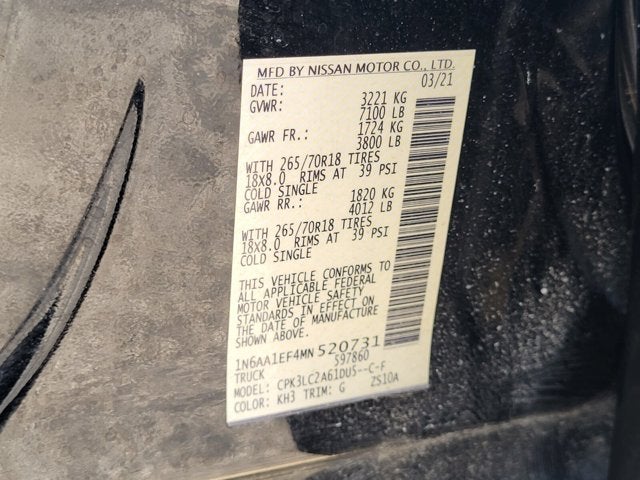 MFD BY NISSAN MOTOR CO., LTD.
DATE: 03/21
GVWR: 3221 KG
7100 LB
GAWR FR.: 1724 KG
3800 LB
WITH 265/70R18 TIRES
18X8.0 RIMS AT 39 PSI
COLD SINGLE
GAWR RR.: 1820 KG
4012 LB
WITH 265/70R18 TIRES
18X8.0 RIMS AT 39 PSI
COLD SINGLE
THIS VEHICLE CONFORMS TO
ALL APPLICABLE FEDERAL
MOTOR VEHICLE SAFETY
STANDARDS IN EFFECT ON
THE DATE OF MANUFACTURE
SHOWN ABOVE.
1N6AA1EF4MN520731
TRUCK 597860
MODEL: CPK3LC2A61DU5--C-F
COLOR: KH3 TRIM: G ZS10A